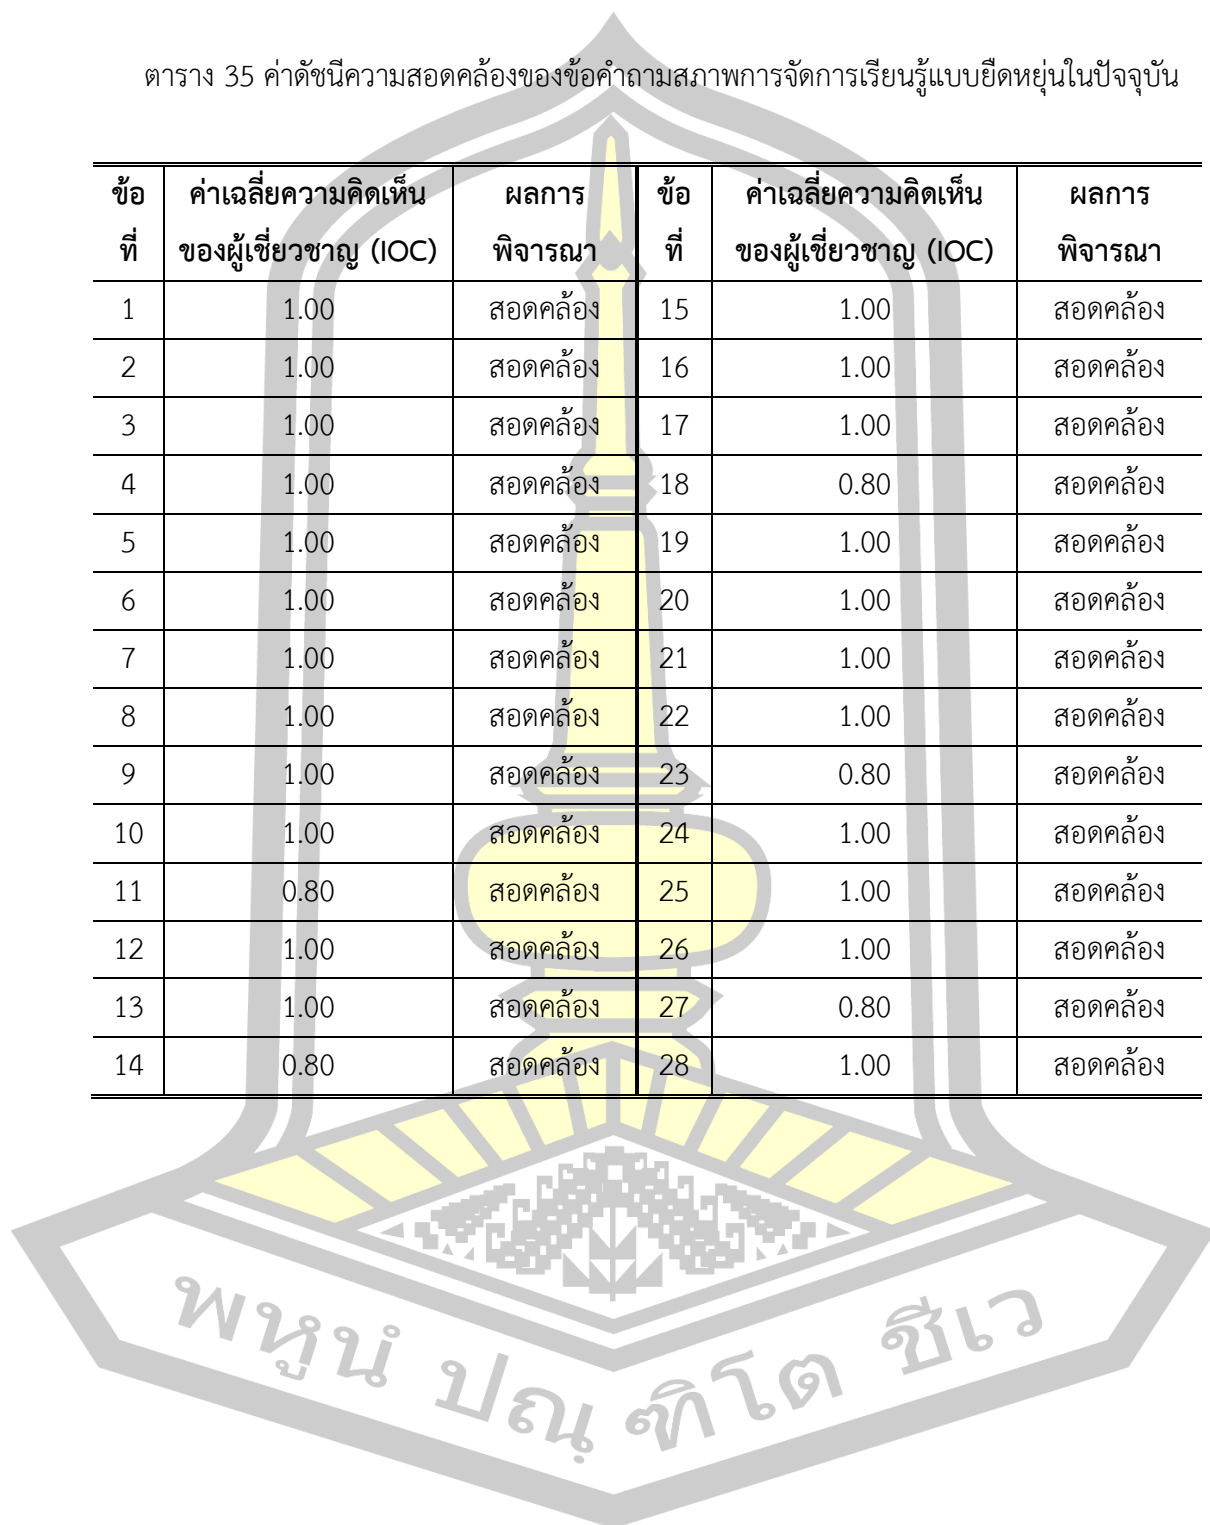 ตาราง 35 ค่าดัชนีความสอดคล้องของข้อคำถามสภาพการจัดการเรียนรู้แบบยืดหยุ่นในปัจจุบัน
ข้อ ค่าเฉลี่ยความคิดเห็น ผลการ ข้อ ค่าเฉลี่ยความคิดเห็น ผลการ
ที่ ของผู้เชี่ยวชาญ (IOC) พิจารณา ที่ ของผู้เชี่ยวชาญ (IOC) พิจารณา
1 1.00 สอดคล้อง 15 1.00 สอดคล้อง
2 1.00 สอดคล้อง 16 1.00 สอดคล้อง
3 1.00 สอดคล้อง 17 1.00 สอดคล้อง
4 1.00 สอดคล้อง 18 0.80 สอดคล้อง
5 1.00 สอดคล้อง 19 1.00 สอดคล้อง
6 1.00 สอดคล้อง 20 1.00 สอดคล้อง
7 1.00 สอดคล้อง 21 1.00 สอดคล้อง
8 1.00 สอดคล้อง 22 1.00 สอดคล้อง
9 1.00 สอดคล้อง 23 0.80 สอดคล้อง
10 1.00 สอดคล้อง 24 1.00 สอดคล้อง
11 0.80 สอดคล้อง 25 1.00 สอดคล้อง
12 1.00 สอดคล้อง 26 1.00 สอดคล้อง
13 1.00 สอดคล้อง 27 0.80 สอดคล้อง
14 0.80 สอดคล้อง 28 1.00 สอดคล้อง
พหูนํ ปณฺ ฑิโต ชีเว